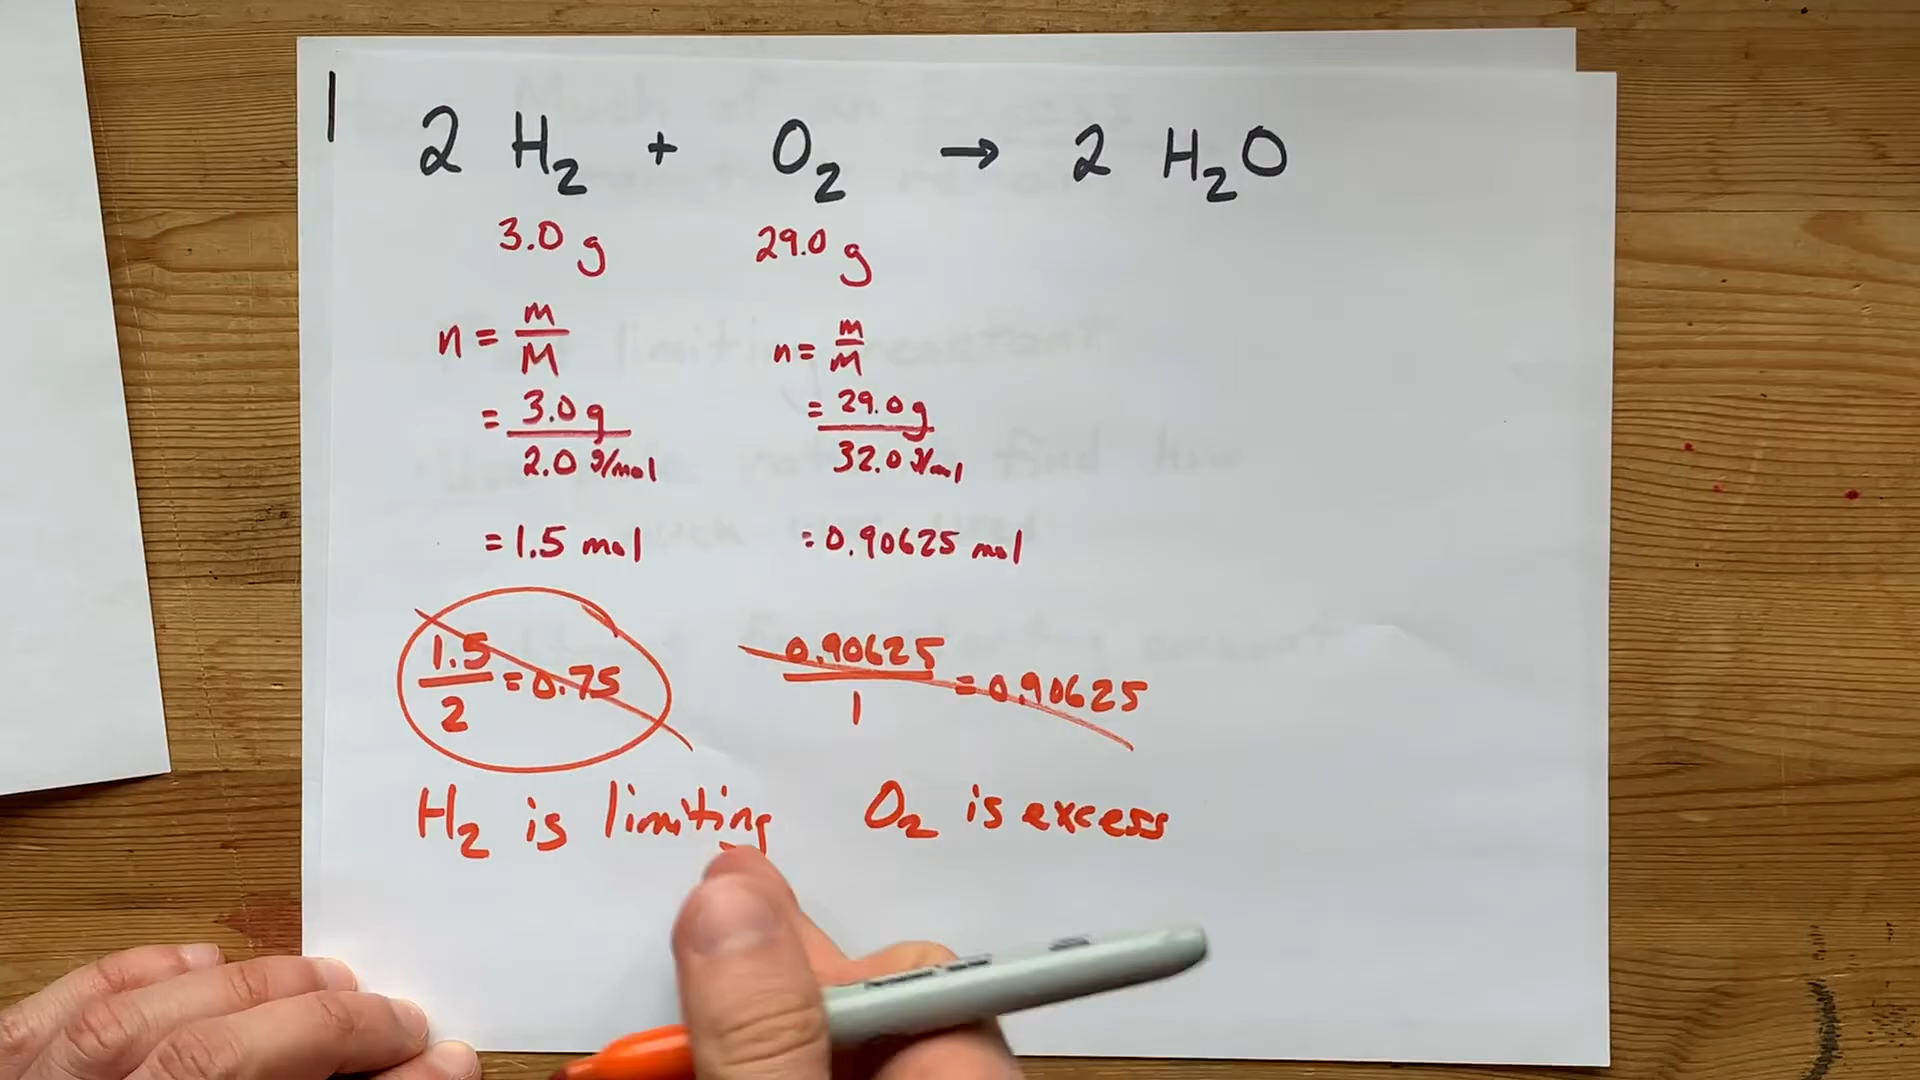 1
2 H₂ + O₂ → 2 H₂O
3.0 g 29.0 g
n = m/M
= 3.0 g / 2.0 g/mol
= 1.5 mol
n = m/M
= 29.0 g / 32.0 g/mol
= 0.90625 mol
1.5/2 = 0.75
0.90625/1 = 0.90625
H₂ is limiting
O₂ is excess